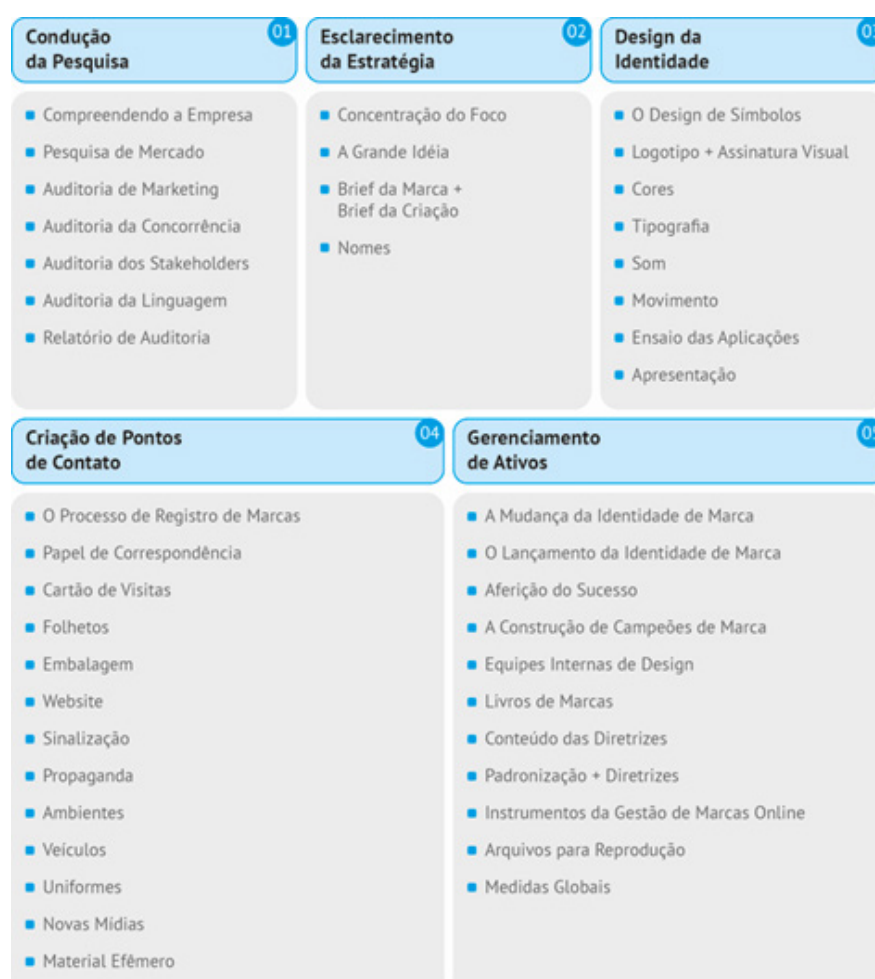 Condução
da Pesquisa
01
Compreendendo a Empresa
Pesquisa de Mercado
Auditoria de Marketing
Auditoria da Concorrência
Auditoria dos Stakeholders
Auditoria da Linguagem
Relatório de Auditoria
Esclarecimento
da Estratégia
02
Concentração do Foco
A Grande Idéia
Brief da Marca +
Brief da Criação
Nomes
Design da
Identidade
03
O Design de Símbolos
Logotipo + Assinatura Visual
Cores
Tipografia
Som
Movimento
Ensaio das Aplicações
Apresentação
Criação de Pontos
de Contato
04
O Processo de Registro de Marcas
Papel de Correspondência
Cartão de Visitas
Folhetos
Embalagem
Website
Sinalização
Propaganda
Ambientes
Veículos
Uniformes
Novas Mídias
Material Efêmero
Gerenciamento
de Ativos
05
A Mudança da Identidade de Marca
O Lançamento da Identidade de Marca
Aferição do Sucesso
A Construção de Campeões de Marca
Equipes Internas de Design
Livros de Marcas
Conteúdo das Diretrizes
Padronização + Diretrizes
Instrumentos da Gestão de Marcas Online
Arquivos para Reprodução
Medidas Globais